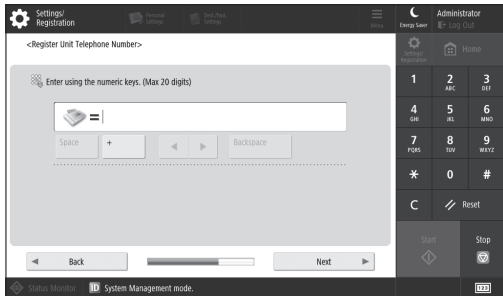 Settings/
Registration
Personal
Settings
Dest./Fwd.
Settings
Menu
Energy Saver
Administrator
Log Out
<Register Unit Telephone Number>
Settings/
Registration
Home
Enter using the numeric keys. (Max 20 digits)
=
Space
+
◀
▶
Backspace
1
2
ABC
3
DEF
4
GHI
5
JKL
6
MNO
7
PQRS
8
TUV
9
WXYZ
*
0
#
C
Reset
Start
Stop
◀ Back
Next ▶
Status Monitor
ID System Management mode.
123